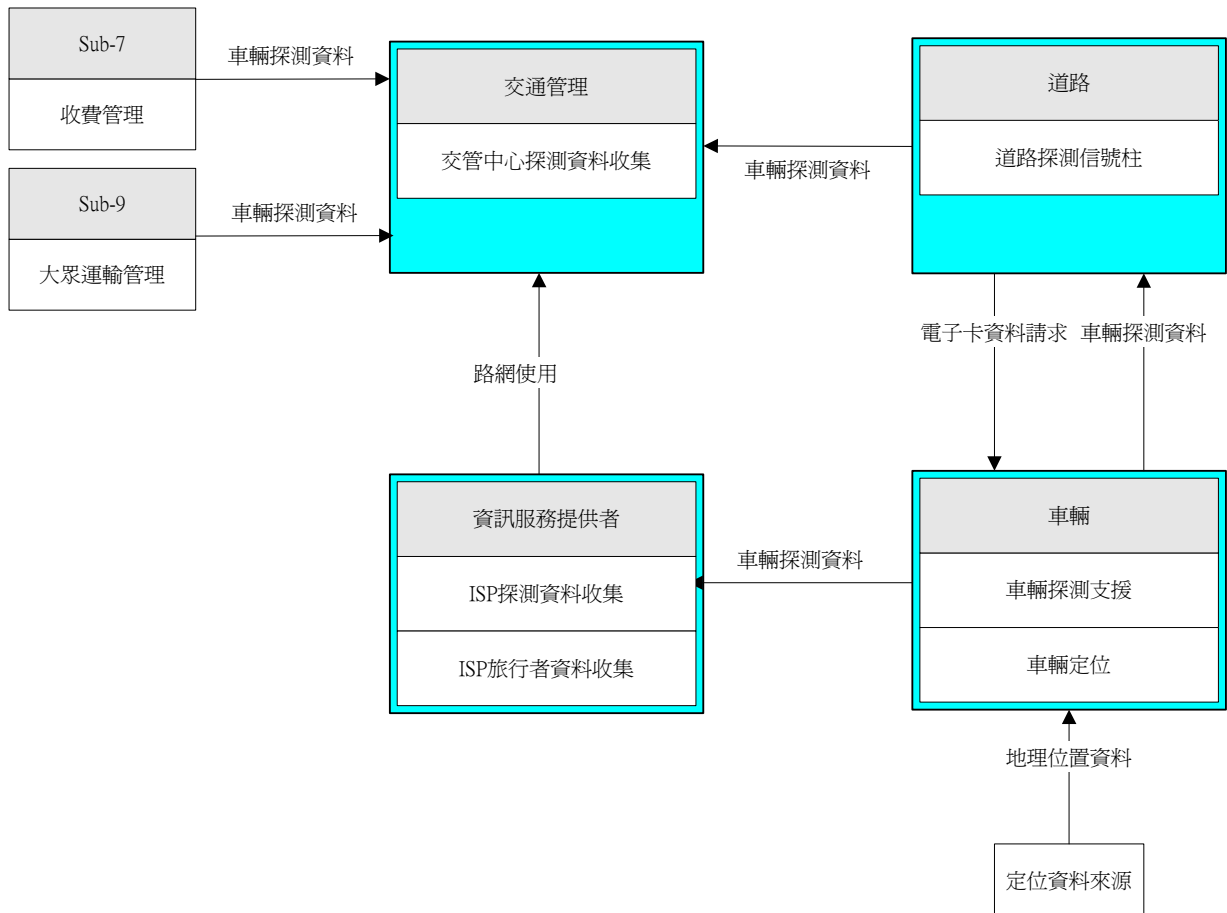 Sub-7
收費管理
車輛探測資料
交通管理
交管中心探測資料收集
道路
道路探測信號柱
車輛探測資料
Sub-9
大眾運輸管理
車輛探測資料
路網使用
電子卡資料請求
車輛探測資料
資訊服務提供者
ISP探測資料收集
ISP旅行者資料收集
車輛探測資料
車輛
車輛探測支援
車輛定位
地理位置資料
定位資料來源